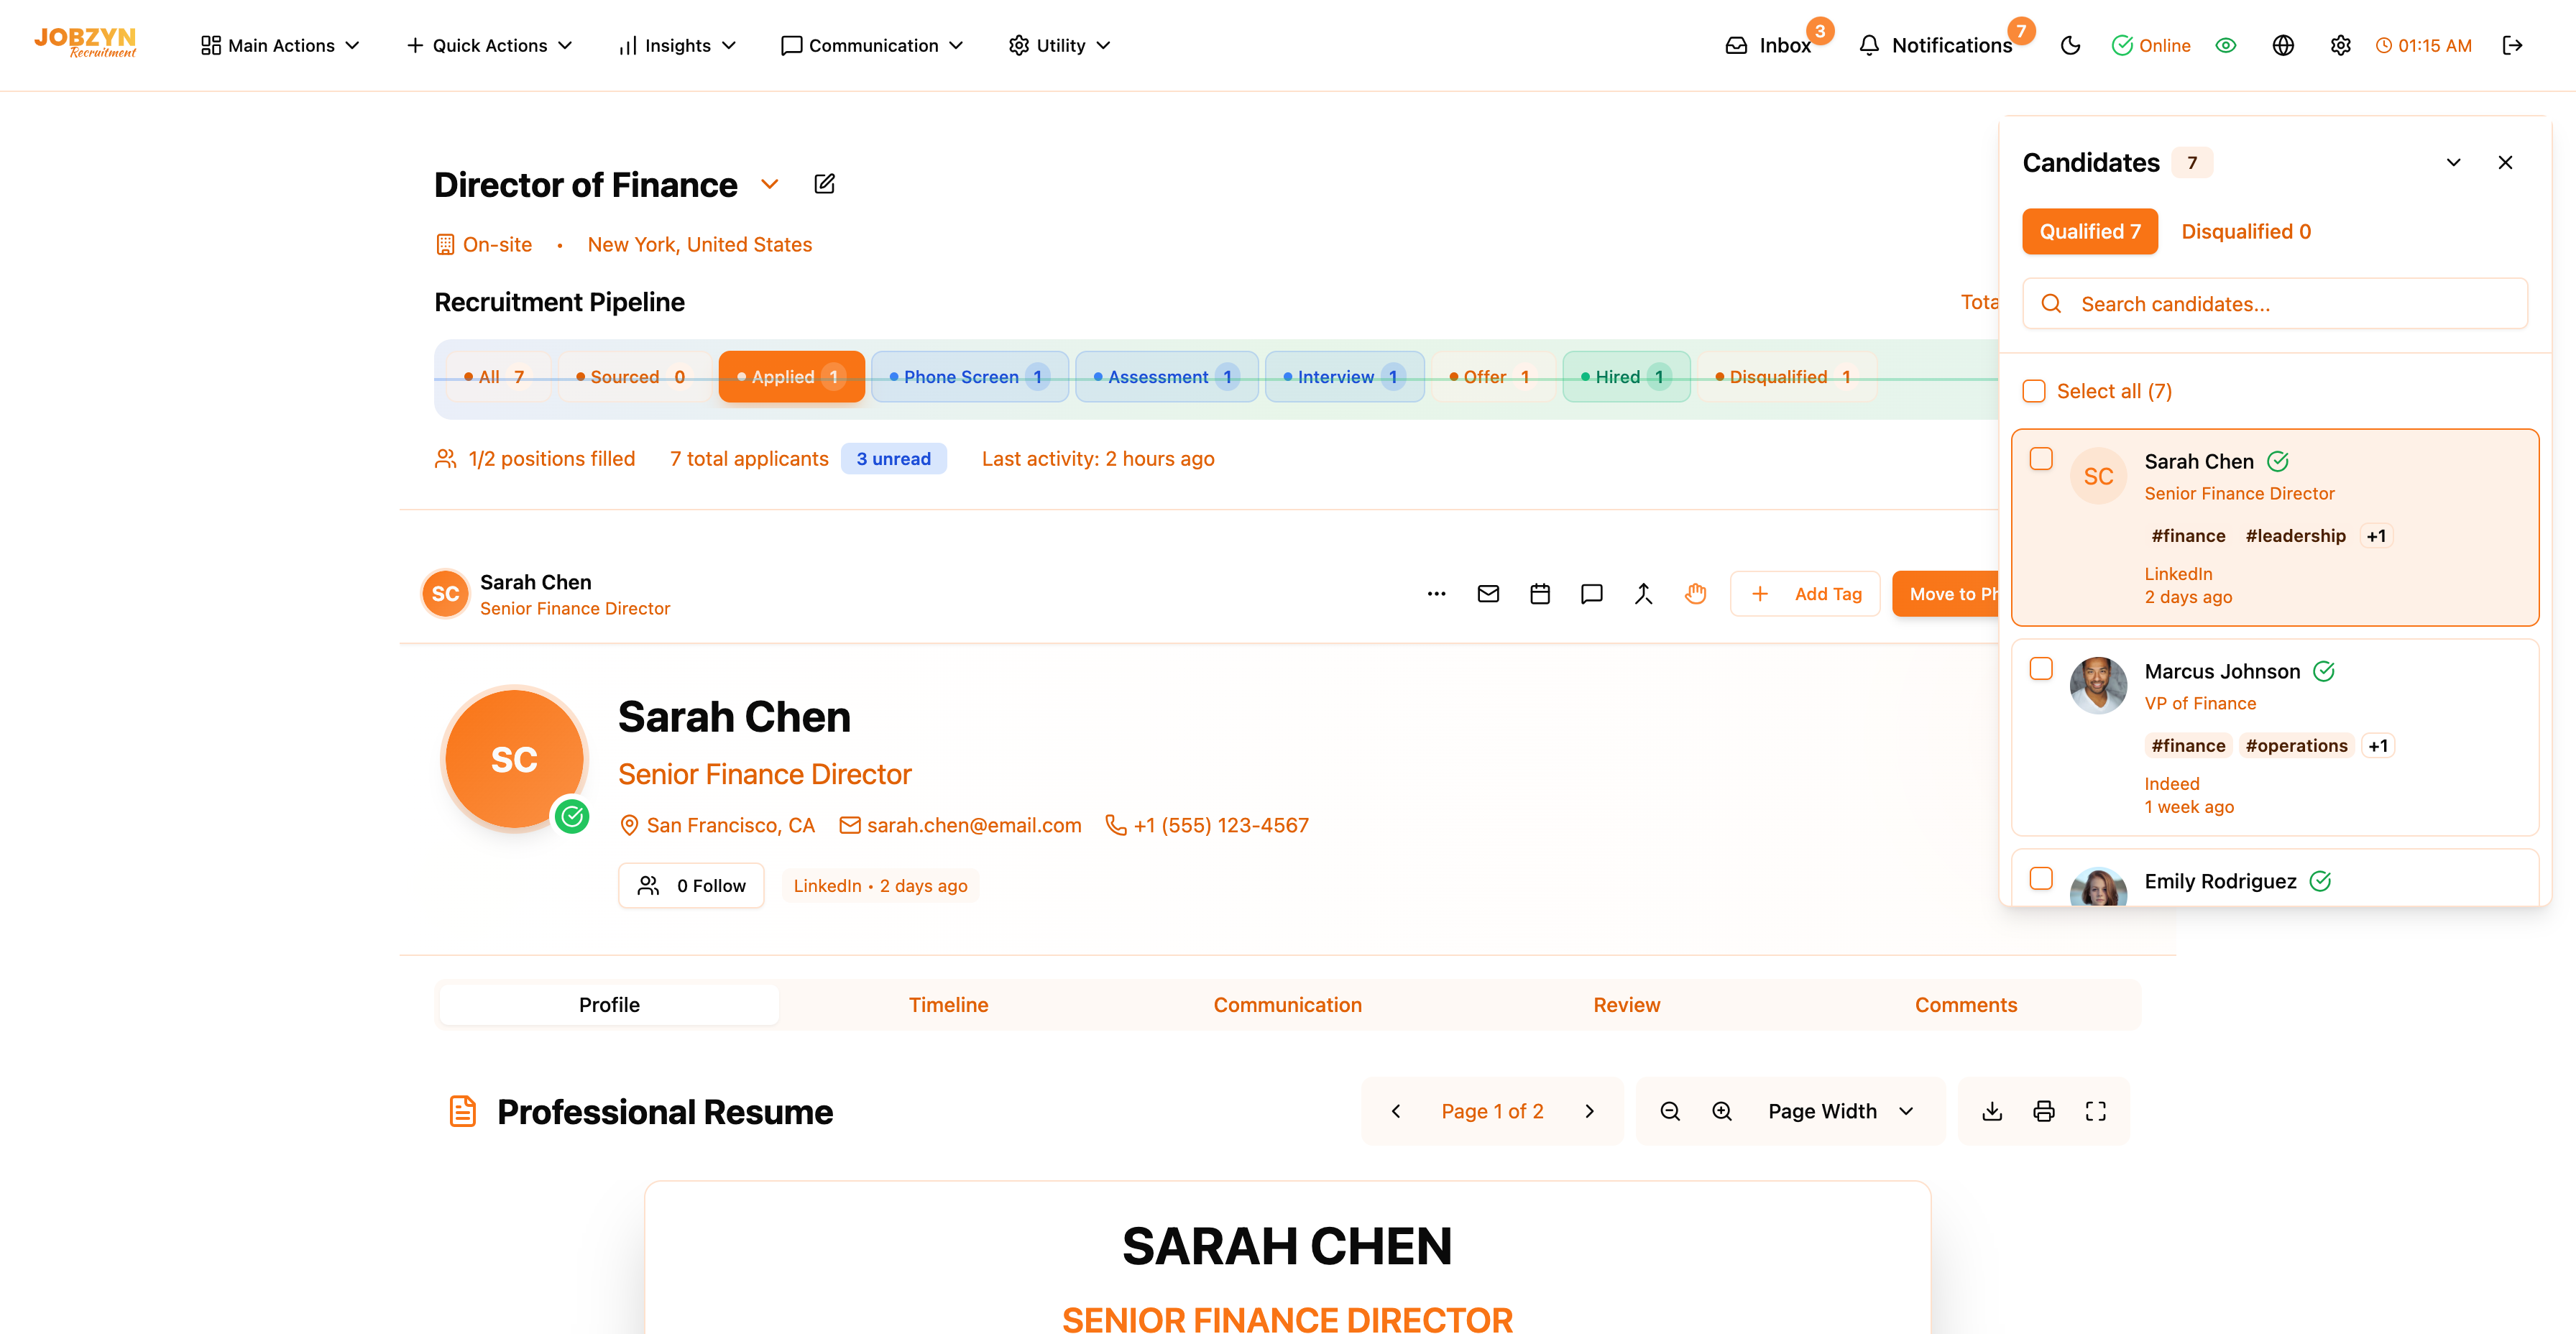 JOBZYN
Recruitment
Main Actions
Quick Actions
Insights
Communication
Utility
Inbox 3
Notifications 7
Online
01:15 AM
Director of Finance
On-site • New York, United States
Recruitment Pipeline
Tota
All 7
Sourced 0
Applied 1
Phone Screen 1
Assessment 1
Interview 1
Offer 1
Hired 1
Disqualified 1
1/2 positions filled
7 total applicants
3 unread
Last activity: 2 hours ago
SC
Sarah Chen
Senior Finance Director
Add Tag
Move to Ph
SC
Sarah Chen
Senior Finance Director
San Francisco, CA
sarah.chen@email.com
+1 (555) 123-4567
0 Follow
LinkedIn • 2 days ago
Profile
Timeline
Communication
Review
Comments
Professional Resume
Page 1 of 2
Page Width
SARAH CHEN
SENIOR FINANCE DIRECTOR
Candidates 7
Qualified 7
Disqualified 0
Search candidates...
Select all (7)
SC
Sarah Chen
Senior Finance Director
#finance #leadership +1
LinkedIn
2 days ago
Marcus Johnson
VP of Finance
#finance #operations +1
Indeed
1 week ago
Emily Rodriguez